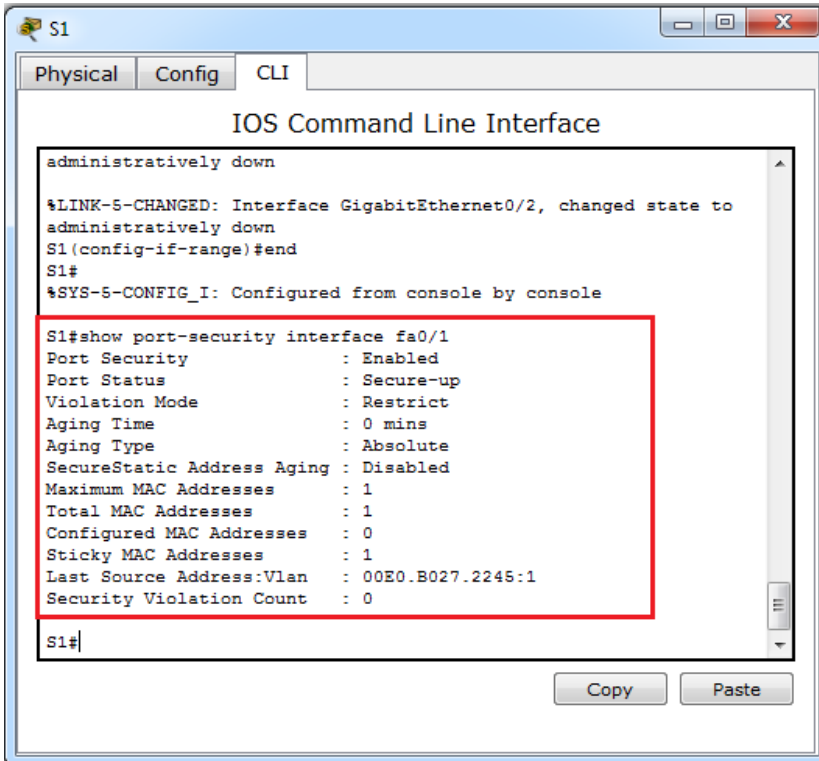 S1
Physical Config CLI
IOS Command Line Interface
administratively down
%LINK-5-CHANGED: Interface GigabitEthernet0/2, changed state to
administratively down
S1(config-if-range)#end
S1#
%SYS-5-CONFIG_I: Configured from console by console
S1#show port-security interface fa0/1
Port Security : Enabled
Port Status : Secure-up
Violation Mode : Restrict
Aging Time : 0 mins
Aging Type : Absolute
SecureStatic Address Aging : Disabled
Maximum MAC Addresses : 1
Total MAC Addresses : 1
Configured MAC Addresses : 0
Sticky MAC Addresses : 1
Last Source Address:Vlan : 00E0.B027.2245:1
Security Violation Count : 0
S1#
Copy Paste